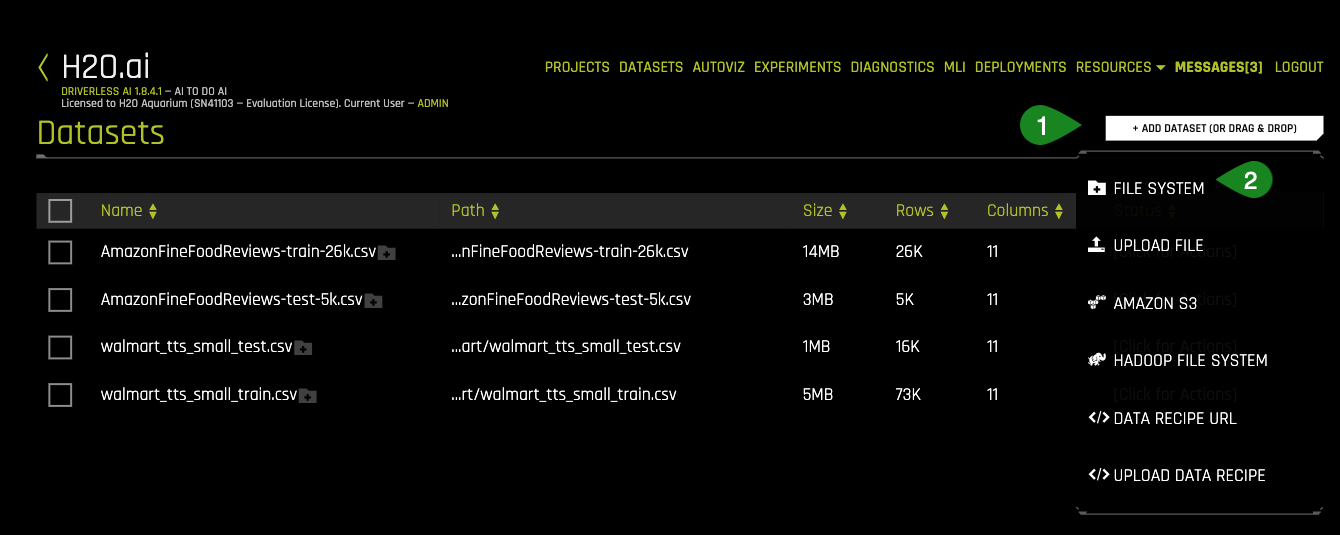 H2O.ai
DRIVERLESS AI 1.8.4.1 – AI TO DO AI
Licensed to H2O Aquarium (SN41103 – Evaluation License). Current User – ADMIN
PROJECTS DATASETS AUTOVIZ EXPERIMENTS DIAGNOSTICS MLI DEPLOYMENTS RESOURCES MESSAGES[3] LOGOUT
Datasets
1
+ ADD DATASET (OR DRAG & DROP)
FILE SYSTEM
2
UPLOAD FILE
AMAZON S3
HADOOP FILE SYSTEM
</> DATA RECIPE URL
</> UPLOAD DATA RECIPE
Name Path Size Rows Columns Status
AmazonFineFoodReviews-train-26k.csv ...nFineFoodReviews-train-26k.csv 14MB 26K 11 [Click for Actions]
AmazonFineFoodReviews-test-5k.csv ...zonFineFoodReviews-test-5k.csv 3MB 5K 11 [Click for Actions]
walmart_tts_small_test.csv ...art/walmart_tts_small_test.csv 1MB 16K 11 [Click for Actions]
walmart_tts_small_train.csv ...rt/walmart_tts_small_train.csv 5MB 73K 11 [Click for Actions]